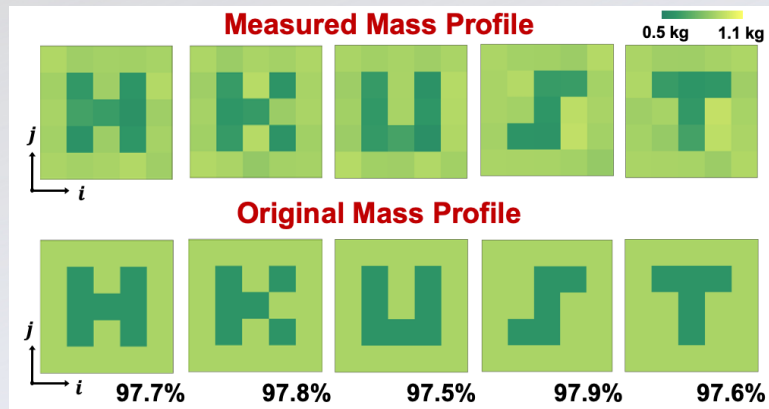 Measured Mass Profile
0.5 kg 1.1 kg
j
i
Original Mass Profile
j
i
97.7% 97.8% 97.5% 97.9% 97.6%